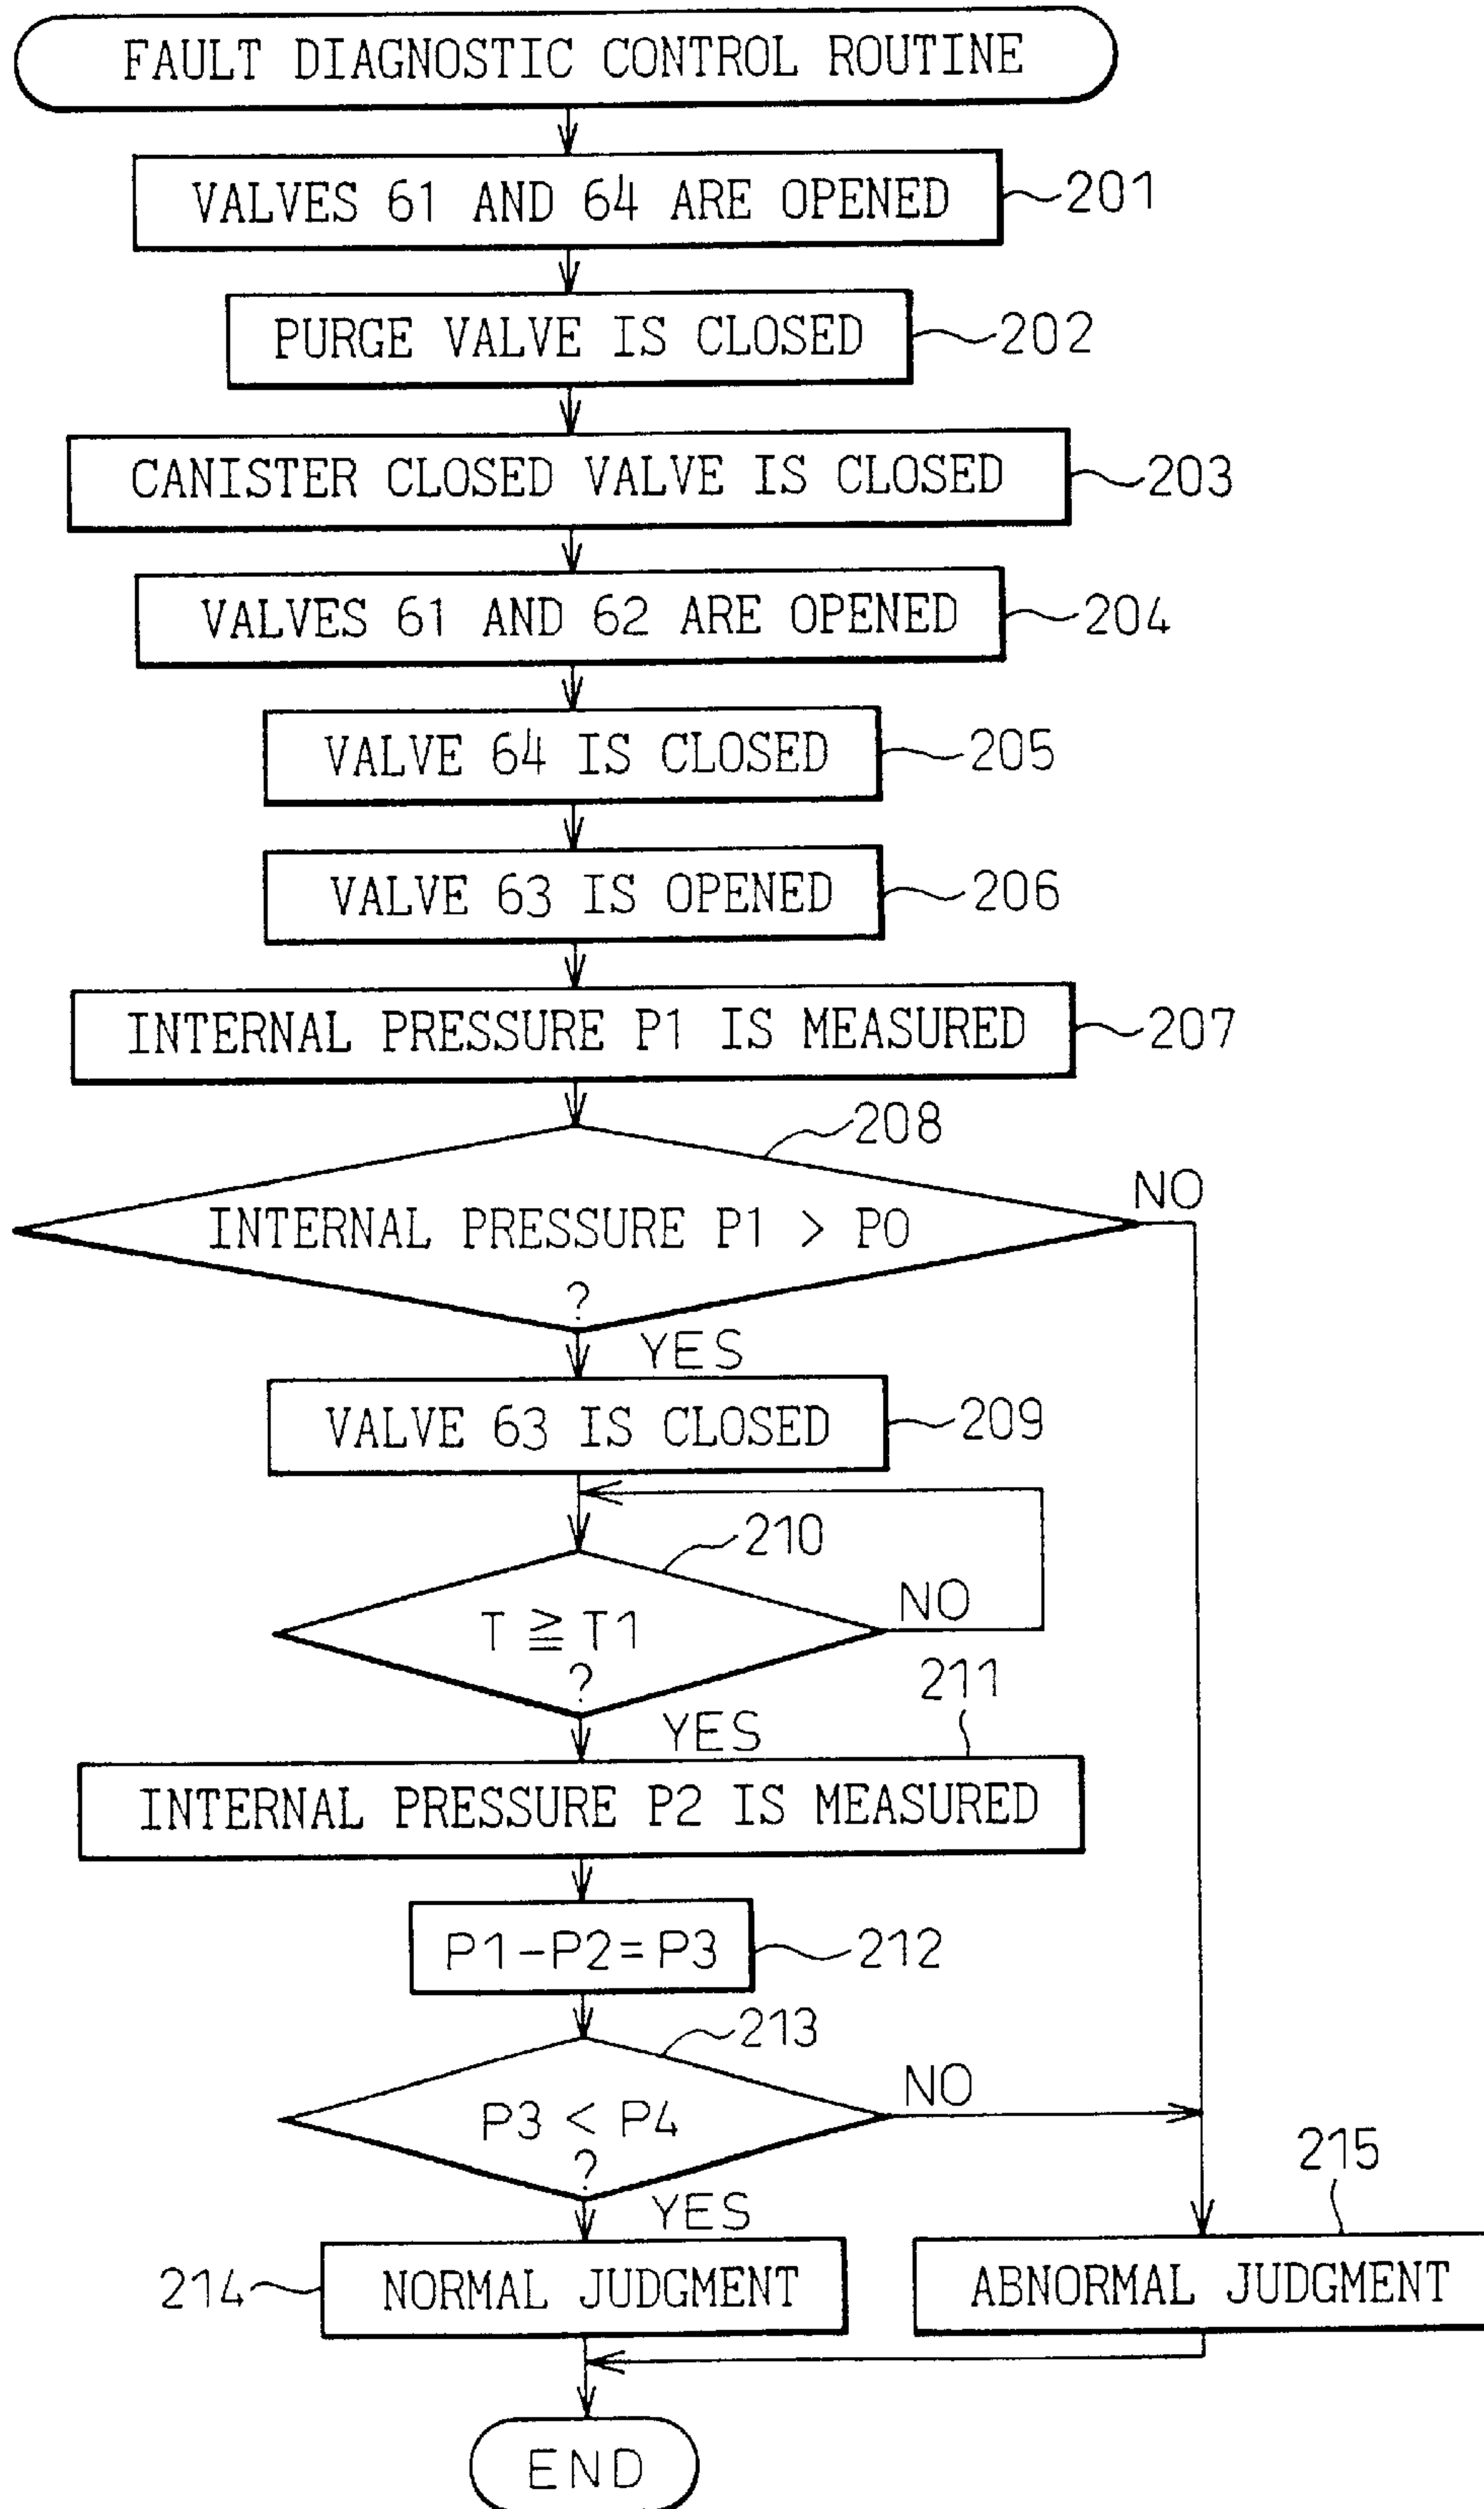 FAULT DIAGNOSTIC CONTROL ROUTINE
VALVES 61 AND 64 ARE OPENED
201
PURGE VALVE IS CLOSED
202
CANISTER CLOSED VALVE IS CLOSED
203
VALVES 61 AND 62 ARE OPENED
204
VALVE 64 IS CLOSED
205
VALVE 63 IS OPENED
206
INTERNAL PRESSURE P1 IS MEASURED
207
208
NO
INTERNAL PRESSURE P1 > P0
?
YES
VALVE 63 IS CLOSED
209
210
NO
T ≧ T1
?
211
YES
INTERNAL PRESSURE P2 IS MEASURED
P1-P2=P3
212
213
NO
P3 < P4
?
YES
215
214
NORMAL JUDGMENT
ABNORMAL JUDGMENT
END